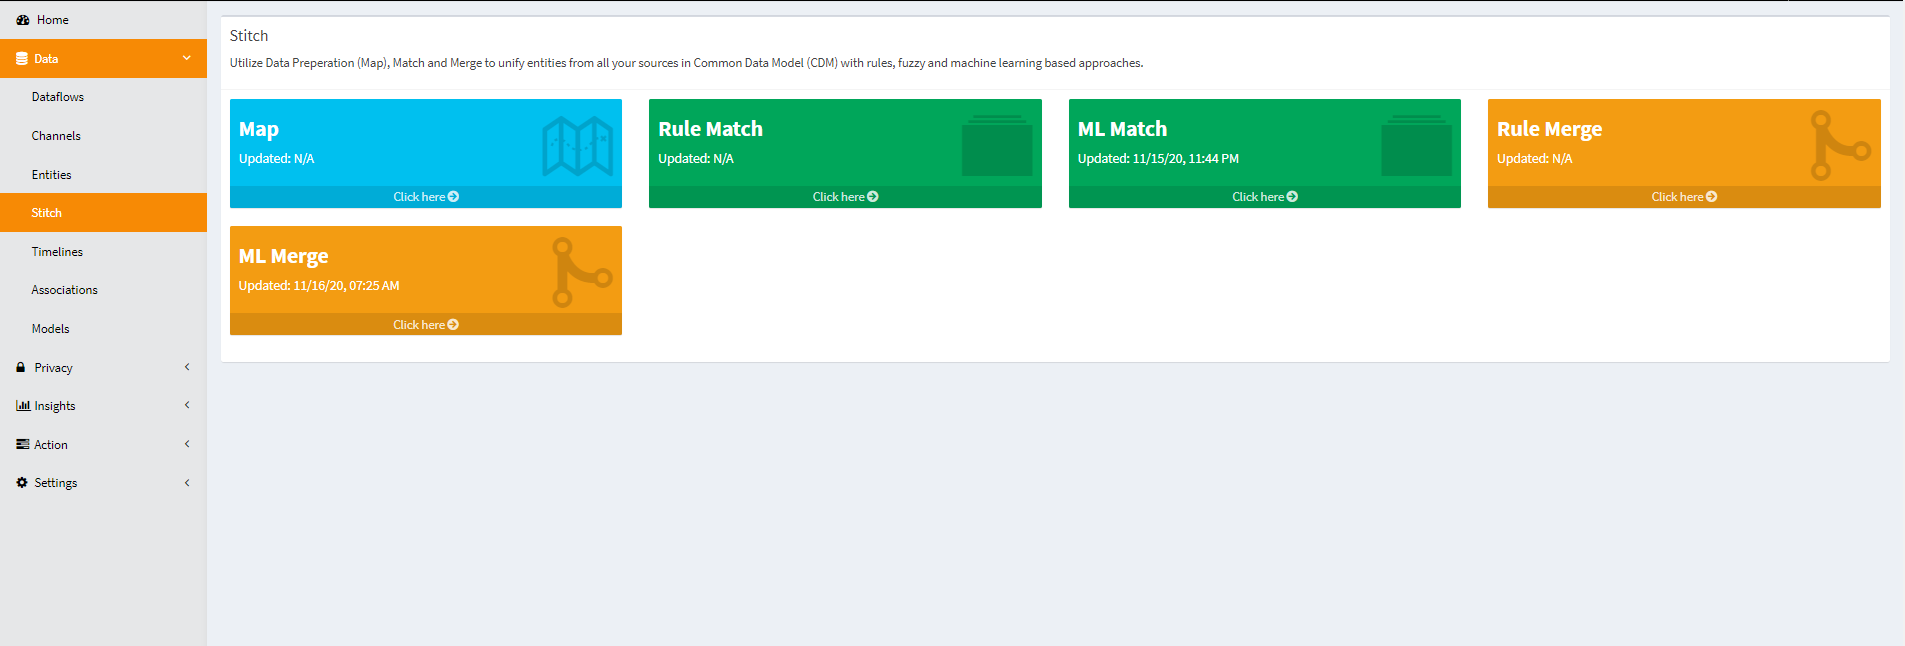 Home
Data
Dataflows
Channels
Entities
Stitch
Timelines
Associations
Models
Privacy
Insights
Action
Settings
Stitch
Utilize Data Preperation (Map), Match and Merge to unify entities from all your sources in Common Data Model (CDM) with rules, fuzzy and machine learning based approaches.
Map
Updated: N/A
Click here
Rule Match
Updated: N/A
Click here
ML Match
Updated: 11/15/20, 11:44 PM
Click here
Rule Merge
Updated: N/A
Click here
ML Merge
Updated: 11/16/20, 07:25 AM
Click here